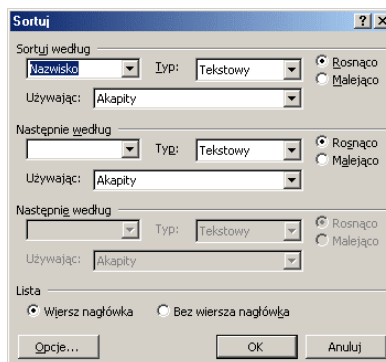 Sortuj
Sortuj według
Nazwisko Typ: Tekstowy Rosnąco
Malejąco
Używając: Akapity
Następnie według
Typ: Tekstowy Rosnąco
Malejąco
Używając: Akapity
Następnie według
Typ: Tekstowy Rosnąco
Malejąco
Używając: Akapity
Lista
Wiersz nagłówka Bez wiersza nagłówka
Opcje... OK Anuluj